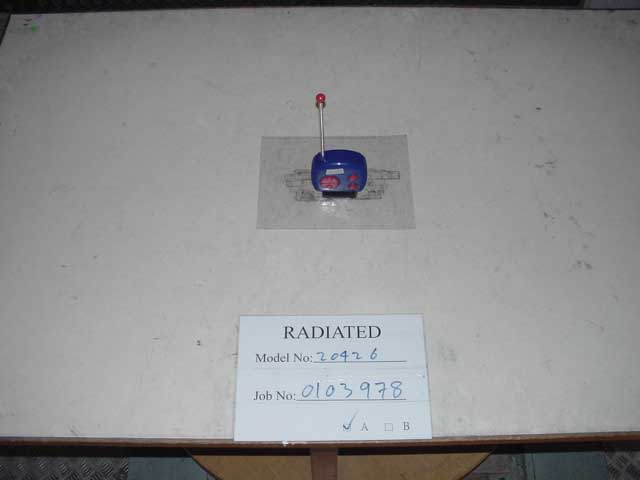 RADIATED
Model No: 20426
Job No: 0103978
✓ A □ B